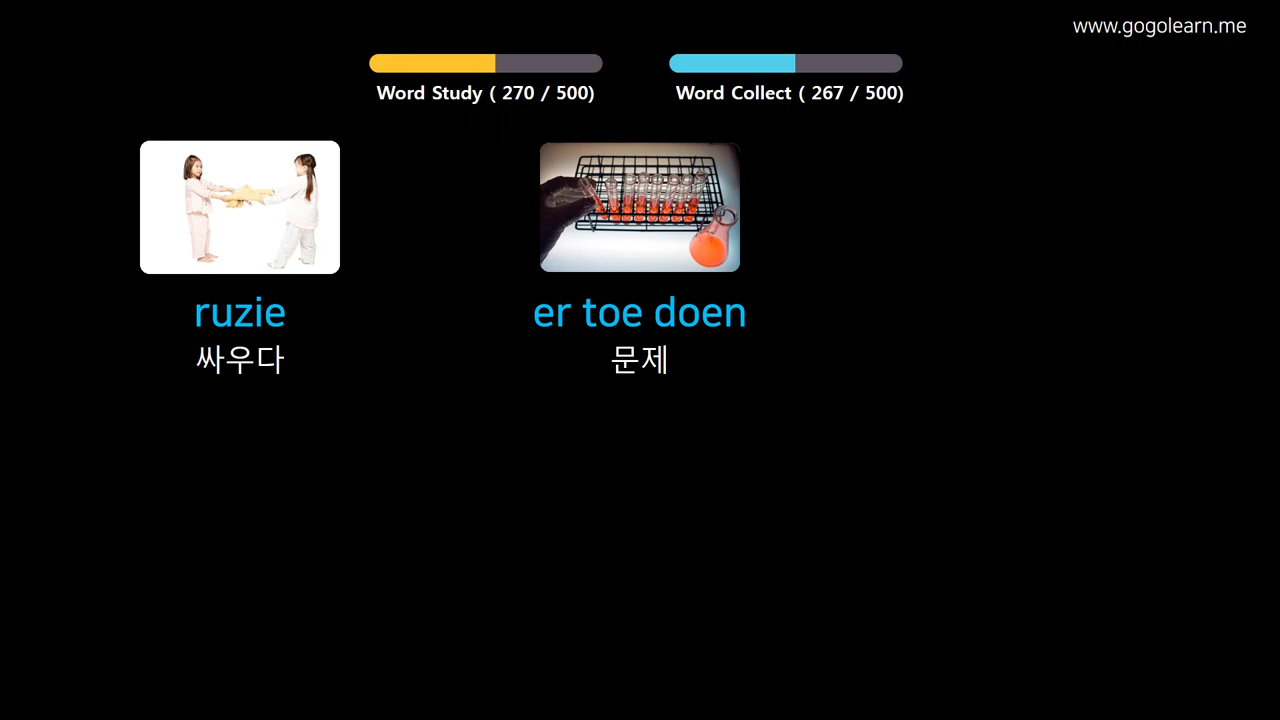 www.gogolearn.me
Word Study ( 270 / 500)
Word Collect ( 267 / 500)
ruzie
싸우다
er toe doen
문제